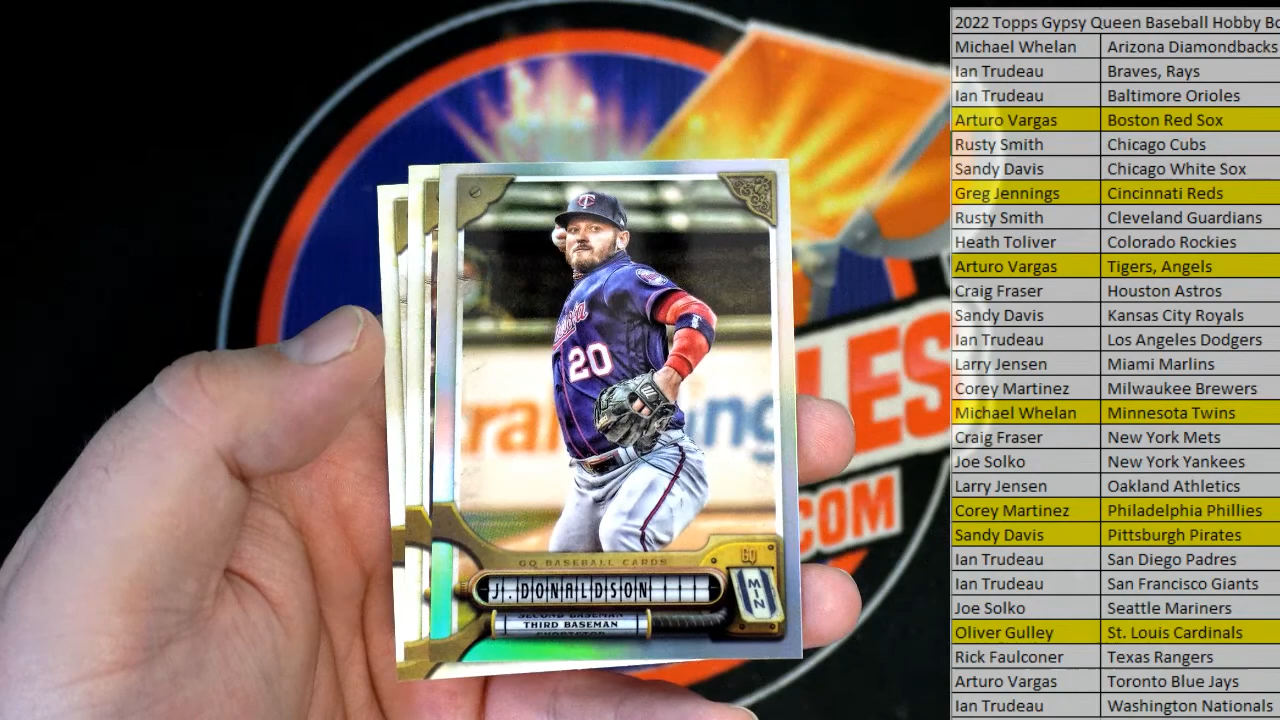 2022 Topps Gypsy Queen Baseball Hobby Bo
Michael Whelan Arizona Diamondbacks
Ian Trudeau Braves, Rays
Ian Trudeau Baltimore Orioles
Arturo Vargas Boston Red Sox
Rusty Smith Chicago Cubs
Sandy Davis Chicago White Sox
Greg Jennings Cincinnati Reds
Rusty Smith Cleveland Guardians
Heath Toliver Colorado Rockies
Arturo Vargas Tigers, Angels
Craig Fraser Houston Astros
Sandy Davis Kansas City Royals
Ian Trudeau Los Angeles Dodgers
Larry Jensen Miami Marlins
Corey Martinez Milwaukee Brewers
Michael Whelan Minnesota Twins
Craig Fraser New York Mets
Joe Solko New York Yankees
Larry Jensen Oakland Athletics
Corey Martinez Philadelphia Phillies
Sandy Davis Pittsburgh Pirates
Ian Trudeau San Diego Padres
Ian Trudeau San Francisco Giants
Joe Solko Seattle Mariners
Oliver Gulley St. Louis Cardinals
Rick Faulconer Texas Rangers
Arturo Vargas Toronto Blue Jays
Ian Trudeau Washington Nationals
20
LES
.COM
GQ BASEBALL CARDS
GQ
J. DONALDSON
MIN
SECOND BASEMAN
THIRD BASEMAN
SHORTSTOP